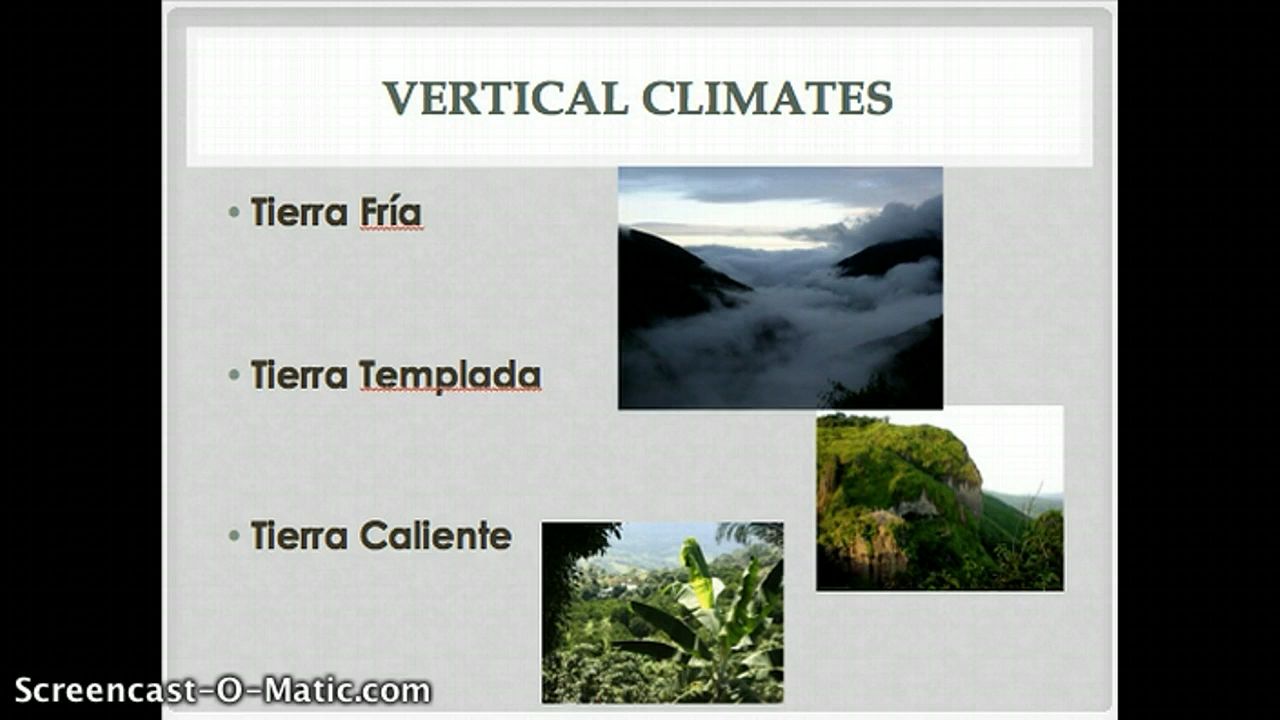 VERTICAL CLIMATES
• Tierra Fría
• Tierra Templada
• Tierra Caliente
Screencast-O-Matic.com